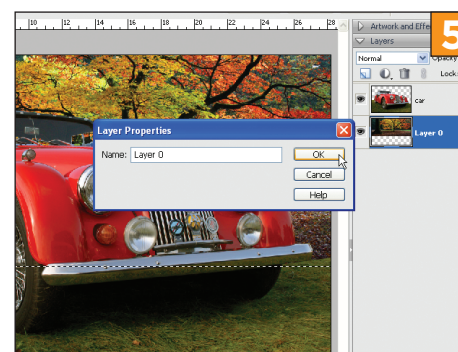 10 12 14 16 18 20 22 24 26 28
Artwork and Effe
Layers
5
Normal
Opacity
Lock
car
Layer 0
Layer Properties
Name: Layer 0
OK
Cancel
Help